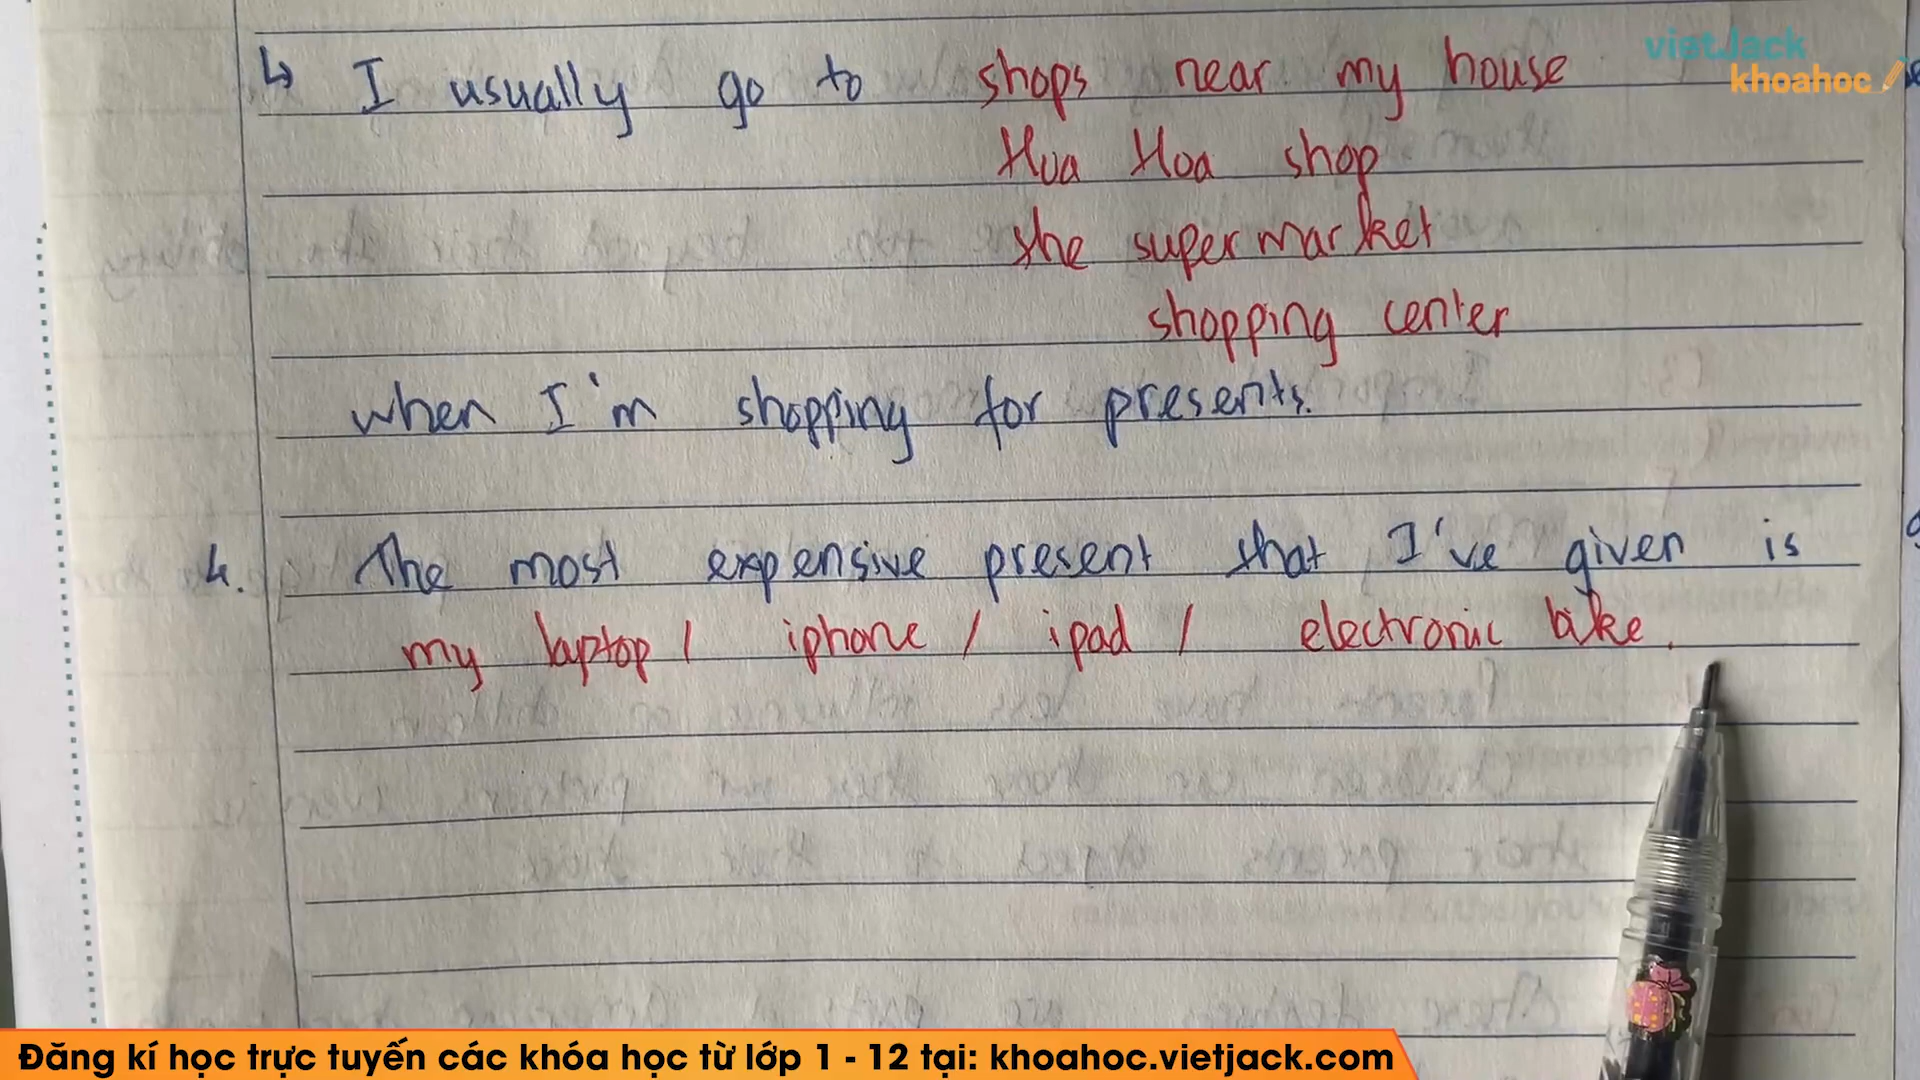 vietJack
khoahoc
↳ I usually go to shops near my house
Hua Hoa shop
the supermarket
shopping center
when I'm shopping for presents.
4. The most expensive present that I've given is
my laptop / iphone / ipad / electronic bike.
Đăng kí học trực tuyến các khóa học từ lớp 1 - 12 tại: khoahoc.vietjack.com